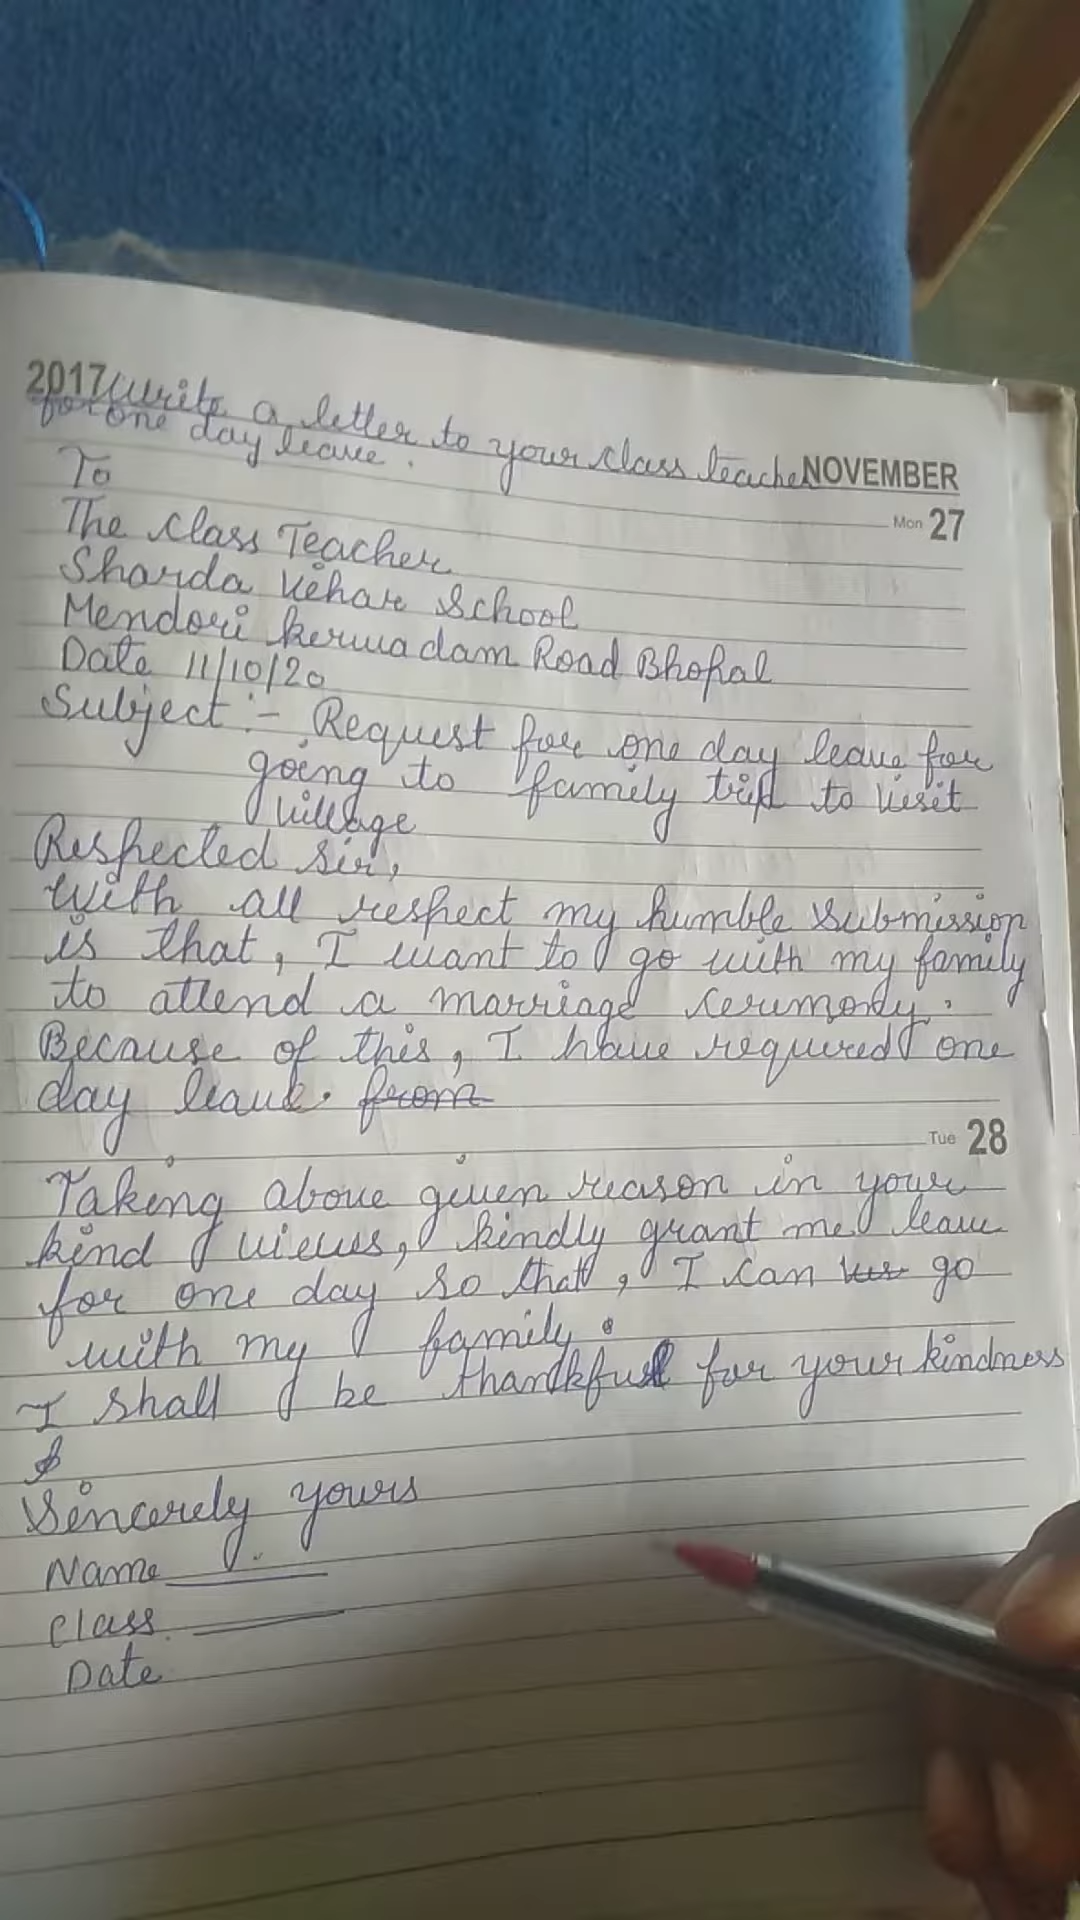 2017 Write a letter to your class teacher NOVEMBER
for one day leave.
To
Mon 27
The Class Teacher
Sharda Vihar School
Mendori kerwa dam Road Bhopal
Date 11/10/20
Subject :- Request for one day leave for
going to family trip to visit
village
Respected sir,
With all respect my humble submission
is that, I want to go with my family
to attend a marriage ceremony.
Because of this, I have required one
day leave. from
Tue 28
Taking above given reason in your
kind views, kindly grant me leave
for one day so that, I can go
with my family.
I shall be thankful for your kindness
Sincerely yours
Name
Class
Date